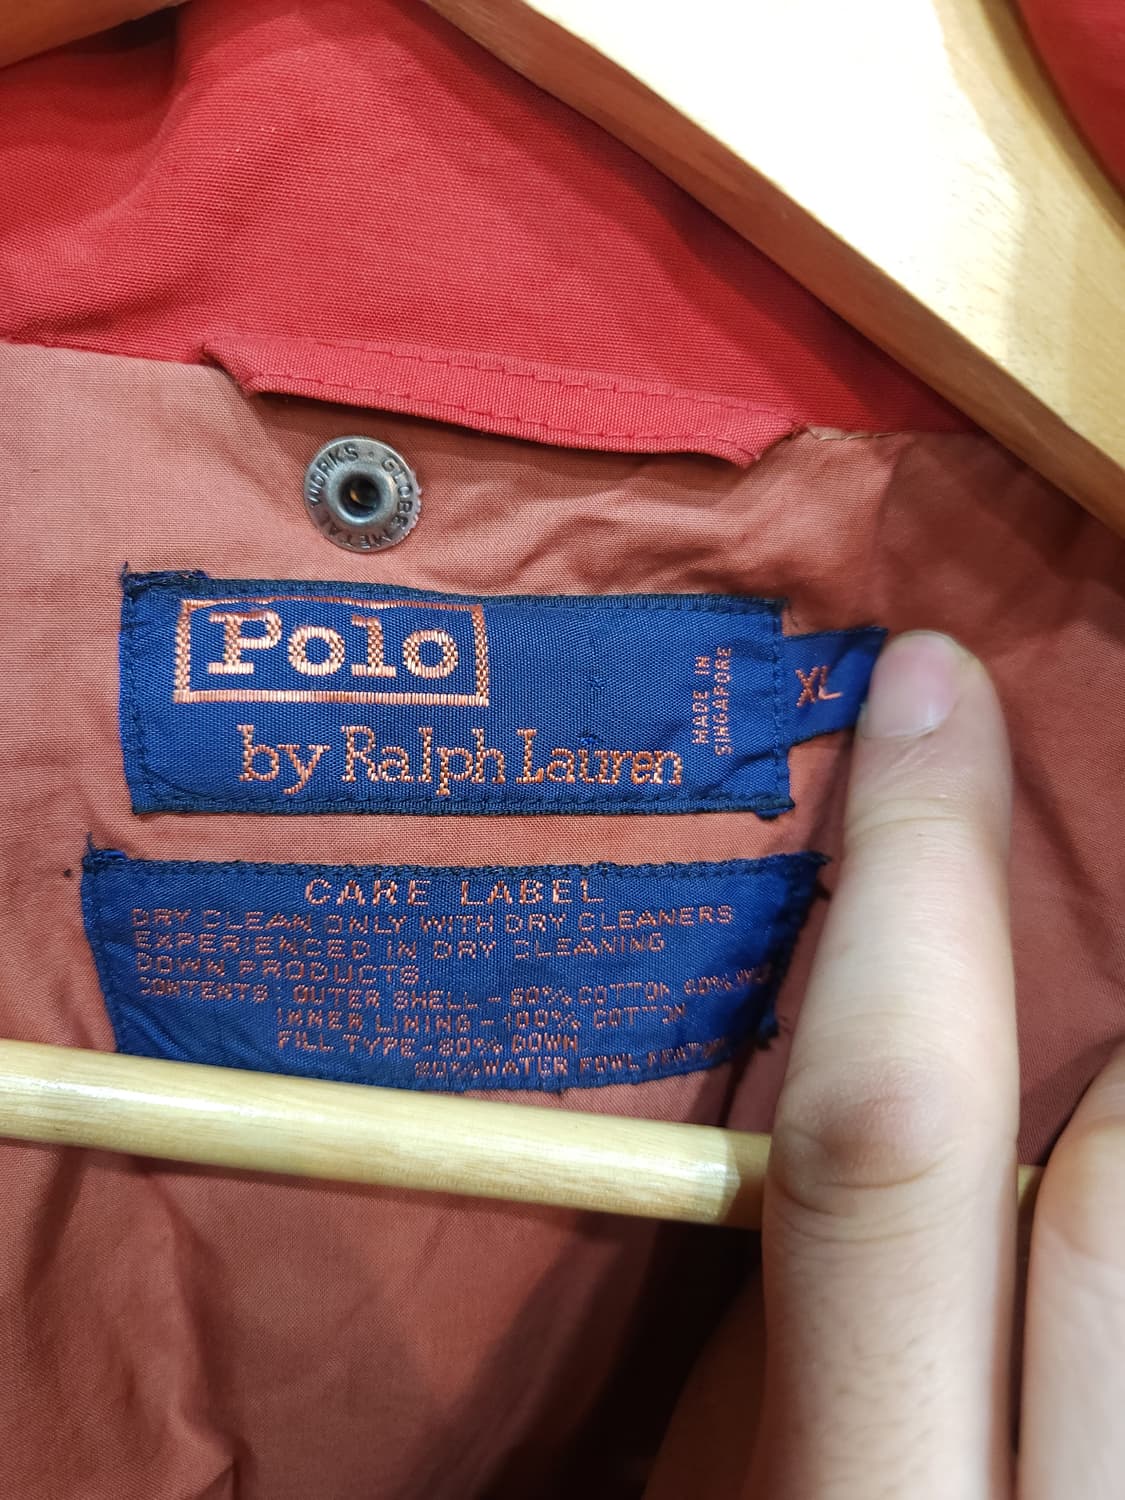 GLOBE METAL WORKS •
Polo
by Ralph Lauren
MADE IN
SINGAPORE
XL
CARE LABEL
DRY CLEAN ONLY WITH DRY CLEANERS
EXPERIENCED IN DRY CLEANING
DOWN PRODUCTS
CONTENTS: OUTER SHELL - 60% COTTON 40%
INNER LINING - 100% COTTON
FILL TYPE - 80% DOWN
20% WATER FOWL